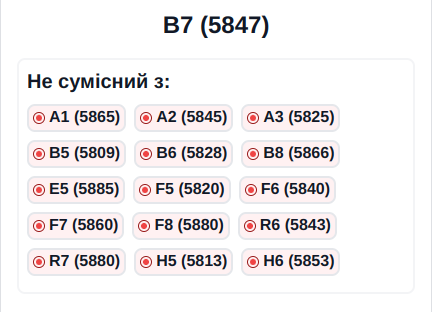 B7 (5847)
Не сумісний з:
A1 (5865) A2 (5845) A3 (5825)
B5 (5809) B6 (5828) B8 (5866)
E5 (5885) F5 (5820) F6 (5840)
F7 (5860) F8 (5880) R6 (5843)
R7 (5880) H5 (5813) H6 (5853)